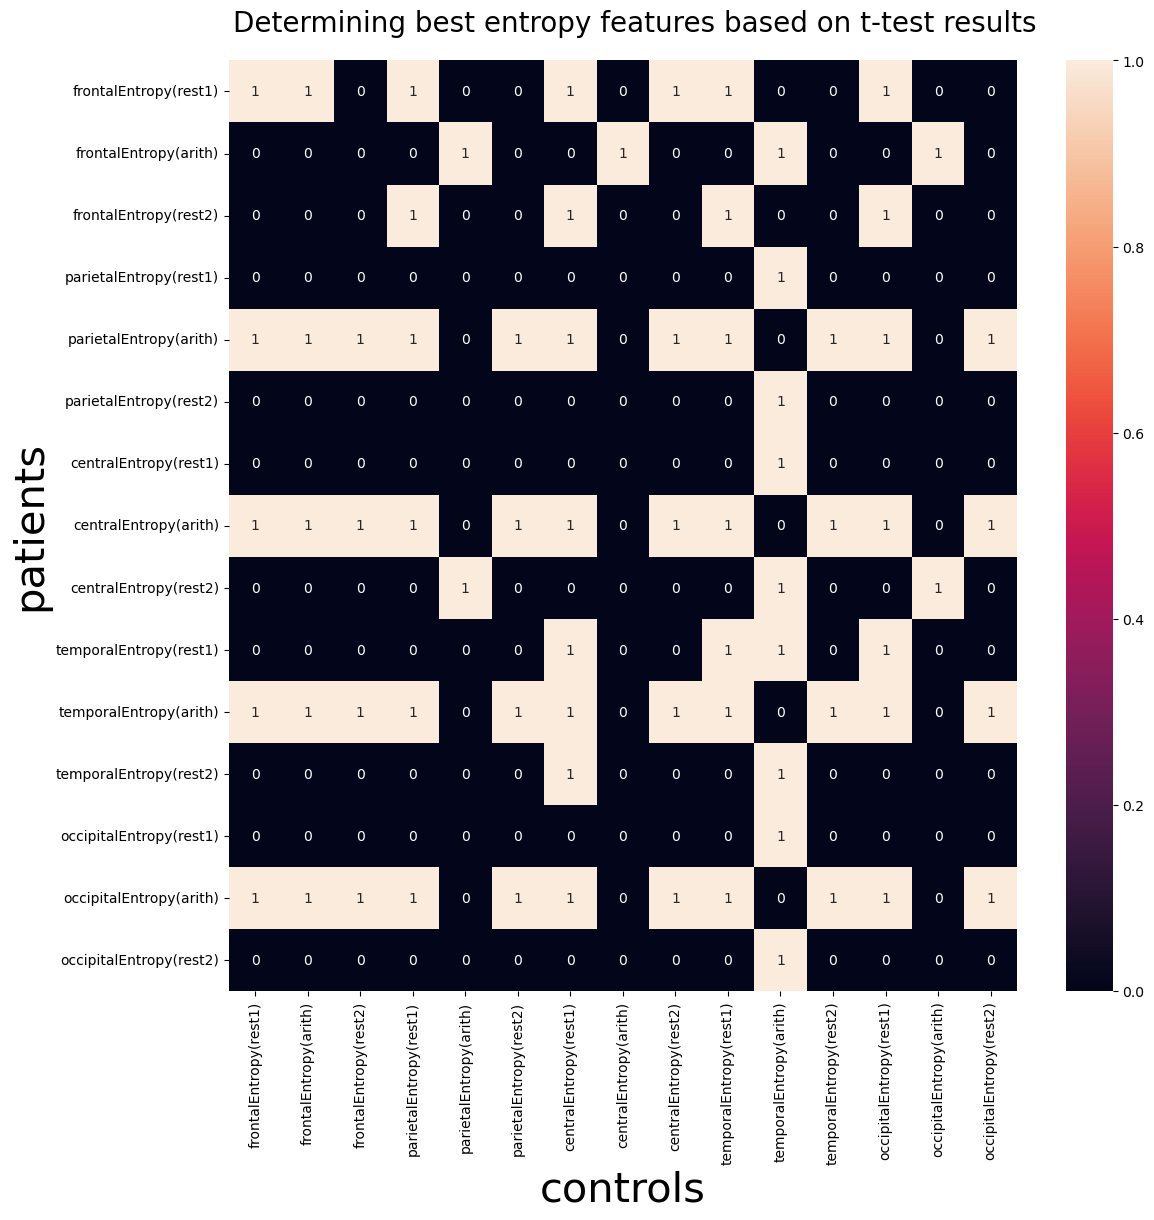 Determining best entropy features based on t-test results
patients
frontalEntropy(rest1) 1 1 0 1 0 0 1 0 1 1 0 0 1 0 0
frontalEntropy(arith) 0 0 0 0 1 0 0 1 0 0 1 0 0 1 0
frontalEntropy(rest2) 0 0 0 1 0 0 1 0 0 1 0 0 1 0 0
parietalEntropy(rest1) 0 0 0 0 0 0 0 0 0 0 1 0 0 0 0
parietalEntropy(arith) 1 1 1 1 0 1 1 0 1 1 0 1 1 0 1
parietalEntropy(rest2) 0 0 0 0 0 0 0 0 0 0 1 0 0 0 0
centralEntropy(rest1) 0 0 0 0 0 0 0 0 0 0 1 0 0 0 0
centralEntropy(arith) 1 1 1 1 0 1 1 0 1 1 0 1 1 0 1
centralEntropy(rest2) 0 0 0 0 1 0 0 0 0 0 1 0 0 1 0
temporalEntropy(rest1) 0 0 0 0 0 0 1 0 0 1 1 0 1 0 0
temporalEntropy(arith) 1 1 1 1 0 1 1 0 1 1 0 1 1 0 1
temporalEntropy(rest2) 0 0 0 0 0 0 1 0 0 0 1 0 0 0 0
occipitalEntropy(rest1) 0 0 0 0 0 0 0 0 0 0 1 0 0 0 0
occipitalEntropy(arith) 1 1 1 1 0 1 1 0 1 1 0 1 1 0 1
occipitalEntropy(rest2) 0 0 0 0 0 0 0 0 0 0 1 0 0 0 0
frontalEntropy(rest1)
frontalEntropy(arith)
frontalEntropy(rest2)
parietalEntropy(rest1)
parietalEntropy(arith)
parietalEntropy(rest2)
centralEntropy(rest1)
centralEntropy(arith)
centralEntropy(rest2)
temporalEntropy(rest1)
temporalEntropy(arith)
temporalEntropy(rest2)
occipitalEntropy(rest1)
occipitalEntropy(arith)
occipitalEntropy(rest2)
controls
1.0
0.8
0.6
0.4
0.2
0.0